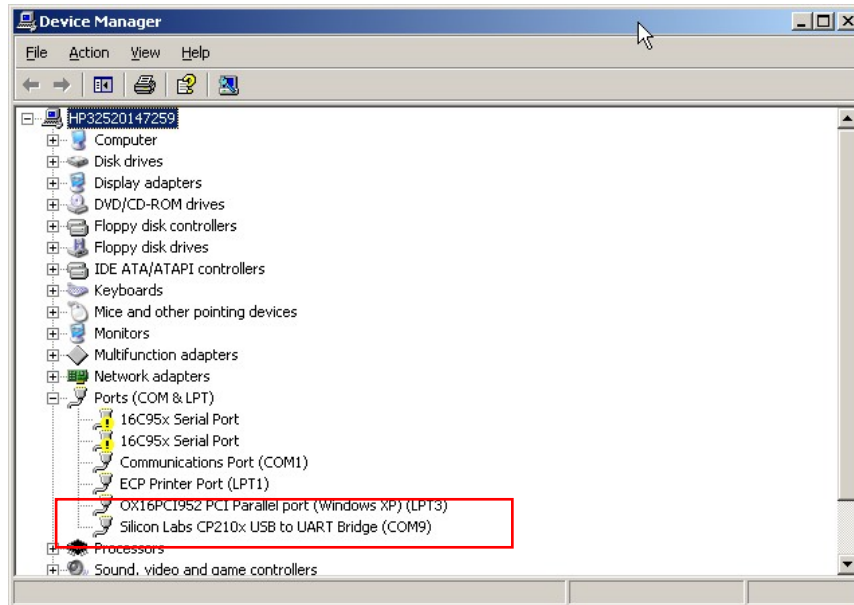 Device Manager
File Action View Help
HP32520147259
Computer
Disk drives
Display adapters
DVD/CD-ROM drives
Floppy disk controllers
Floppy disk drives
IDE ATA/ATAPI controllers
Keyboards
Mice and other pointing devices
Monitors
Multifunction adapters
Network adapters
Ports (COM & LPT)
16C95x Serial Port
16C95x Serial Port
Communications Port (COM1)
ECP Printer Port (LPT1)
OX16PCI952 PCI Parallel port (Windows XP) (LPT3)
Silicon Labs CP210x USB to UART Bridge (COM9)
Processors
Sound, video and game controllers